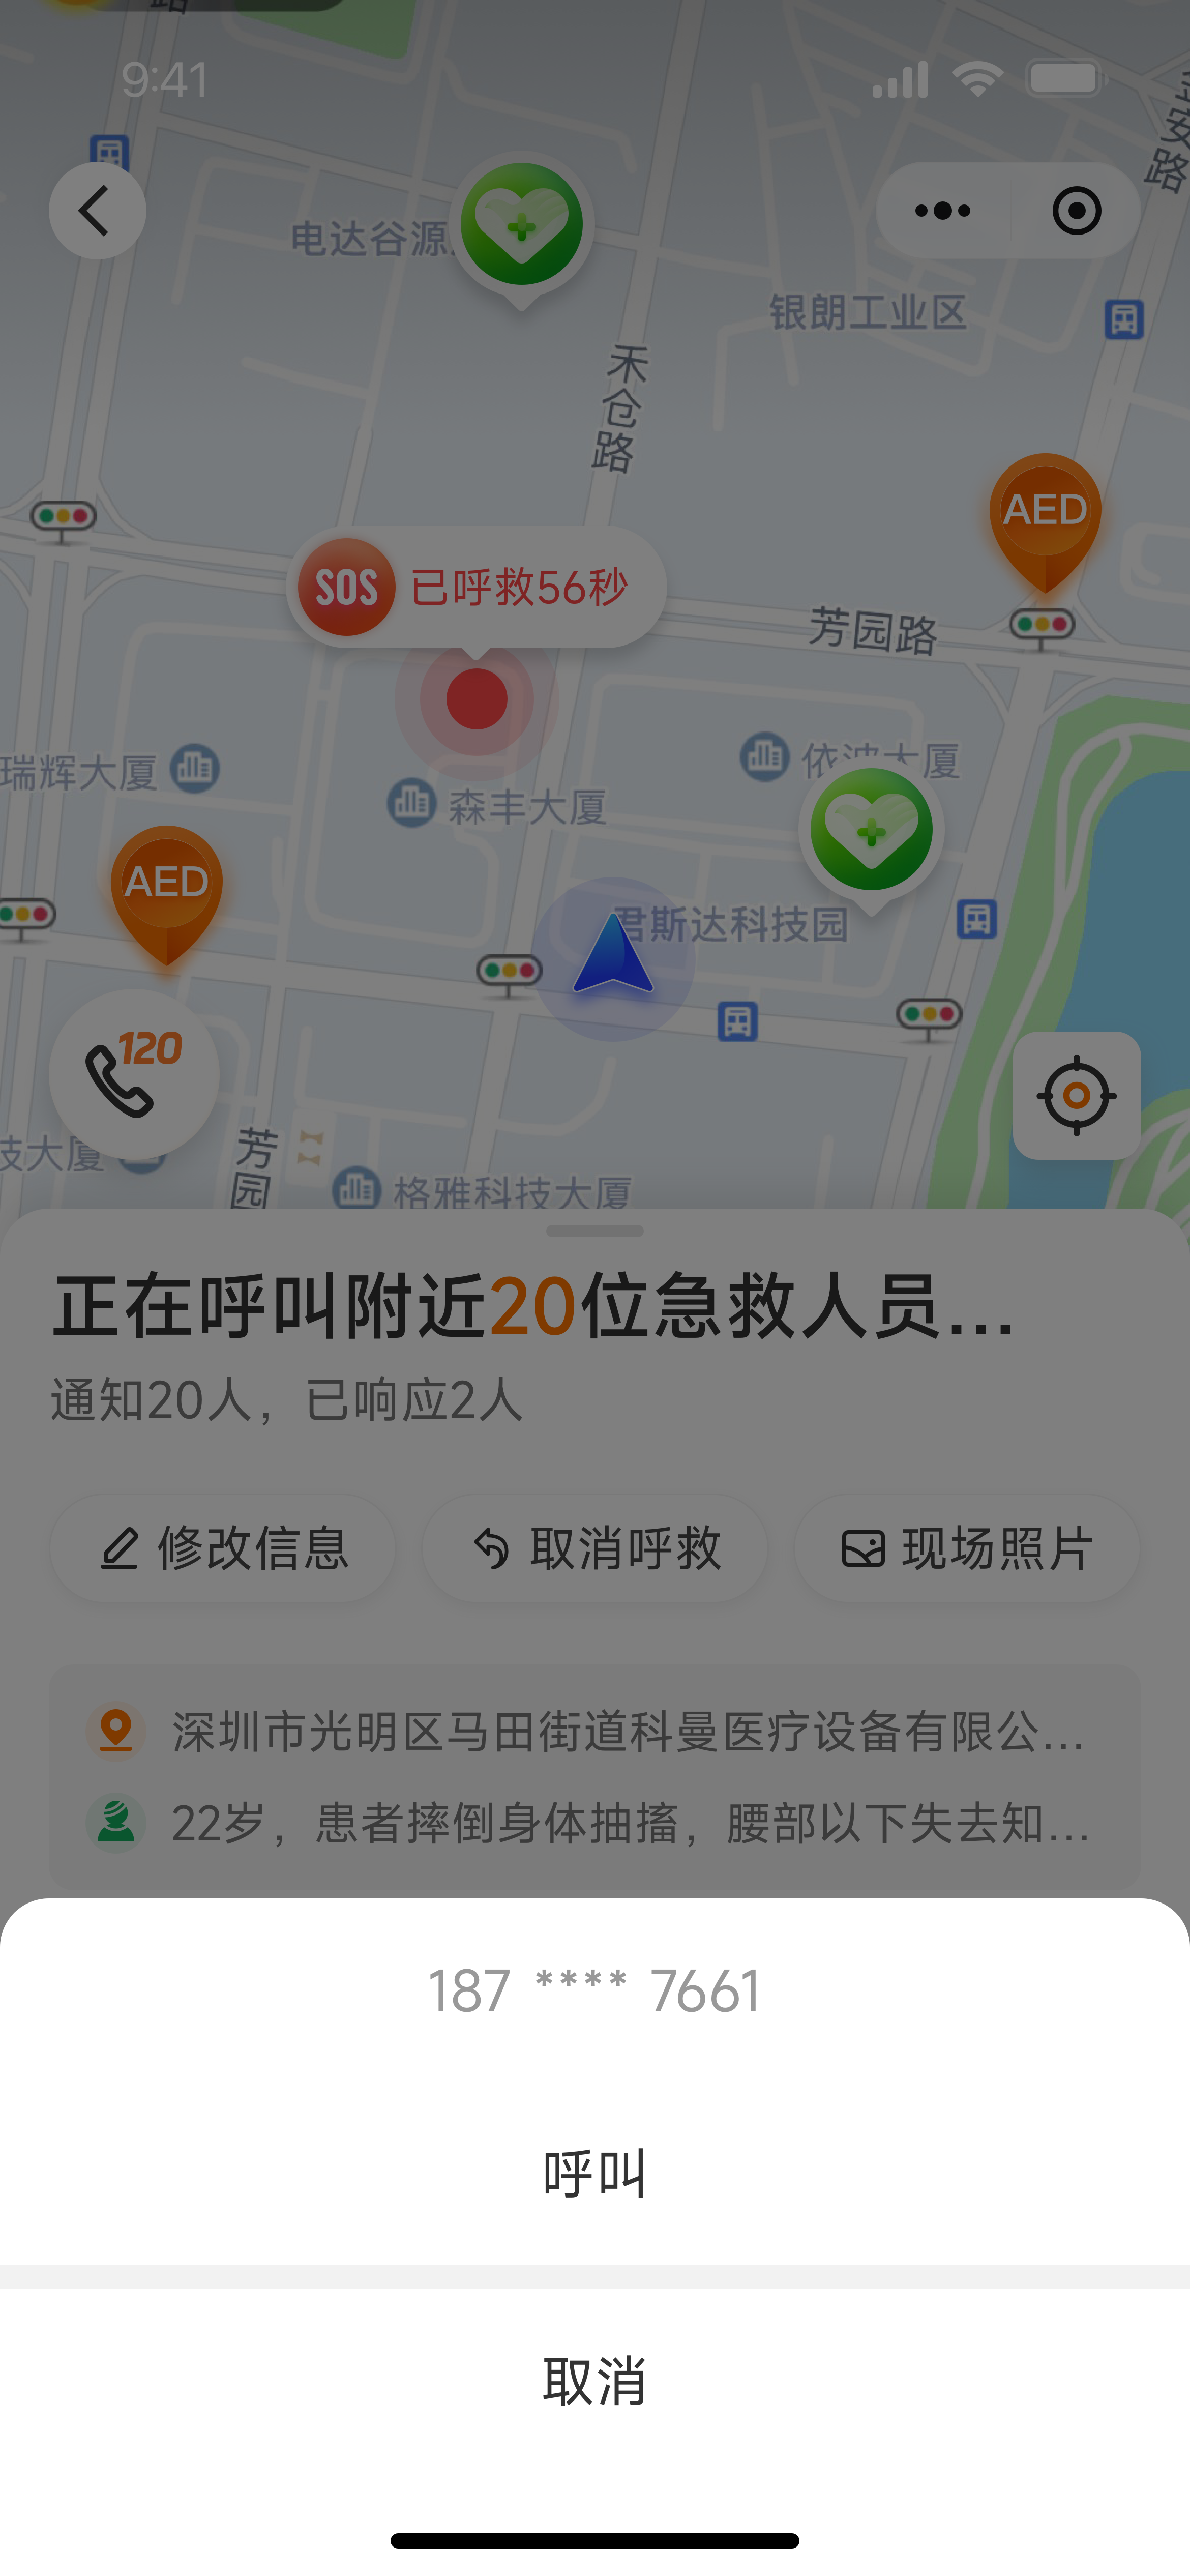 路
9:41
安路
电达谷源
银朗工业区
禾仓路
AED
SOS 已呼救56秒
芳园路
瑞辉大厦
依波大厦
森丰大厦
AED
君斯达科技园
120
技大厦
芳园
格雅科技大厦
正在呼叫附近20位急救人员...
通知20人，已响应2人
修改信息
取消呼救
现场照片
深圳市光明区马田街道科曼医疗设备有限公...
22岁，患者摔倒身体抽搐，腰部以下失去知...
187 **** 7661
呼叫
取消